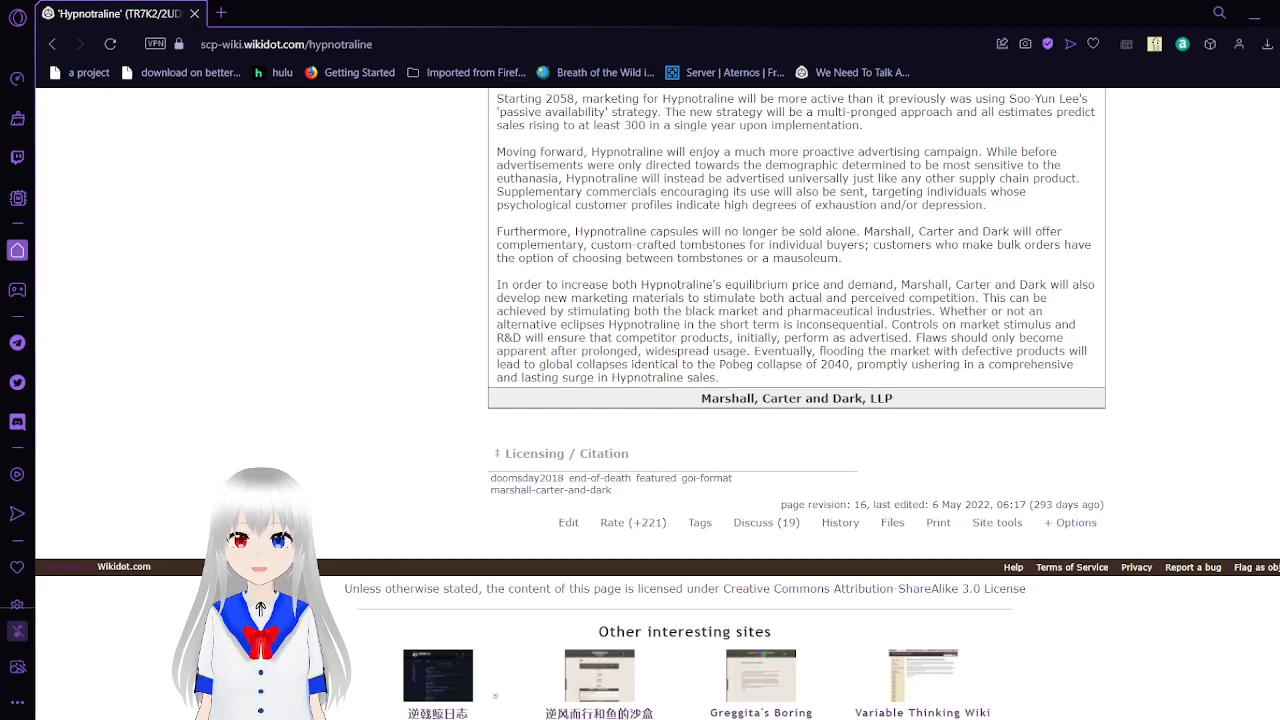 'Hypnotraline' (TR7K2/2UD
scp-wiki.wikidot.com/hypnotraline
VPN
a project
download on better...
hulu
Getting Started
Imported from Firef...
Breath of the Wild i...
Server | Aternos | Fr...
We Need To Talk A...
Starting 2058, marketing for Hypnotraline will be more active than it previously was using Soo-Yun Lee's
'passive availability' strategy. The new strategy will be a multi-pronged approach and all estimates predict
sales rising to at least 300 in a single year upon implementation.
Moving forward, Hypnotraline will enjoy a much more proactive advertising campaign. While before
advertisements were only directed towards the demographic determined to be most sensitive to the
euthanasia, Hypnotraline will instead be advertised universally just like any other supply chain product.
Supplementary commercials encouraging its use will also be sent, targeting individuals whose
psychological customer profiles indicate high degrees of exhaustion and/or depression.
Furthermore, Hypnotraline capsules will no longer be sold alone. Marshall, Carter and Dark will offer
complementary, custom-crafted tombstones for individual buyers; customers who make bulk orders have
the option of choosing between tombstones or a mausoleum.
In order to increase both Hypnotraline's equilibrium price and demand, Marshall, Carter and Dark will also
develop new marketing materials to stimulate both actual and perceived competition. This can be
achieved by stimulating both the black market and pharmaceutical industries. Whether or not an
alternative eclipses Hypnotraline in the short term is inconsequential. Controls on market stimulus and
R&D will ensure that competitor products, initially, perform as advertised. Flaws should only become
apparent after prolonged, widespread usage. Eventually, flooding the market with defective products will
lead to global collapses identical to the Pobeg collapse of 2040, promptly ushering in a comprehensive
and lasting surge in Hypnotraline sales.
Marshall, Carter and Dark, LLP
‡ Licensing / Citation
doomsday2018 end-of-death featured goi-format
marshall-carter-and-dark
page revision: 16, last edited: 6 May 2022, 06:17 (293 days ago)
Edit Rate (+221) Tags Discuss (19) History Files Print Site tools + Options
Wikidot.com
Help Terms of Service Privacy Report a bug Flag as obj
Unless otherwise stated, the content of this page is licensed under Creative Commons Attribution-ShareAlike 3.0 License
Other interesting sites
逆戟鲸日志
逆风而行和鱼的沙盒
Greggita's Boring
Variable Thinking Wiki